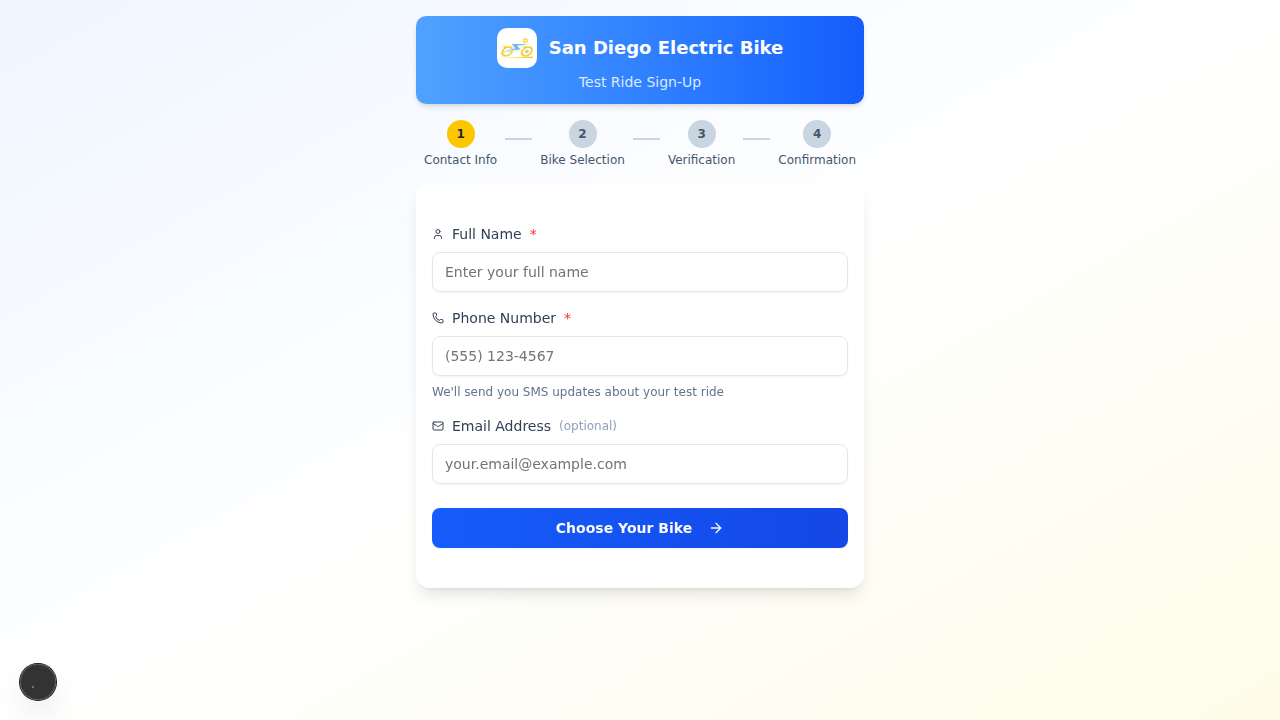 San Diego Electric Bike
Test Ride Sign-Up
1 2 3 4
Contact Info Bike Selection Verification Confirmation
Full Name *
Enter your full name
Phone Number *
(555) 123-4567
We'll send you SMS updates about your test ride
Email Address (optional)
your.email@example.com
Choose Your Bike